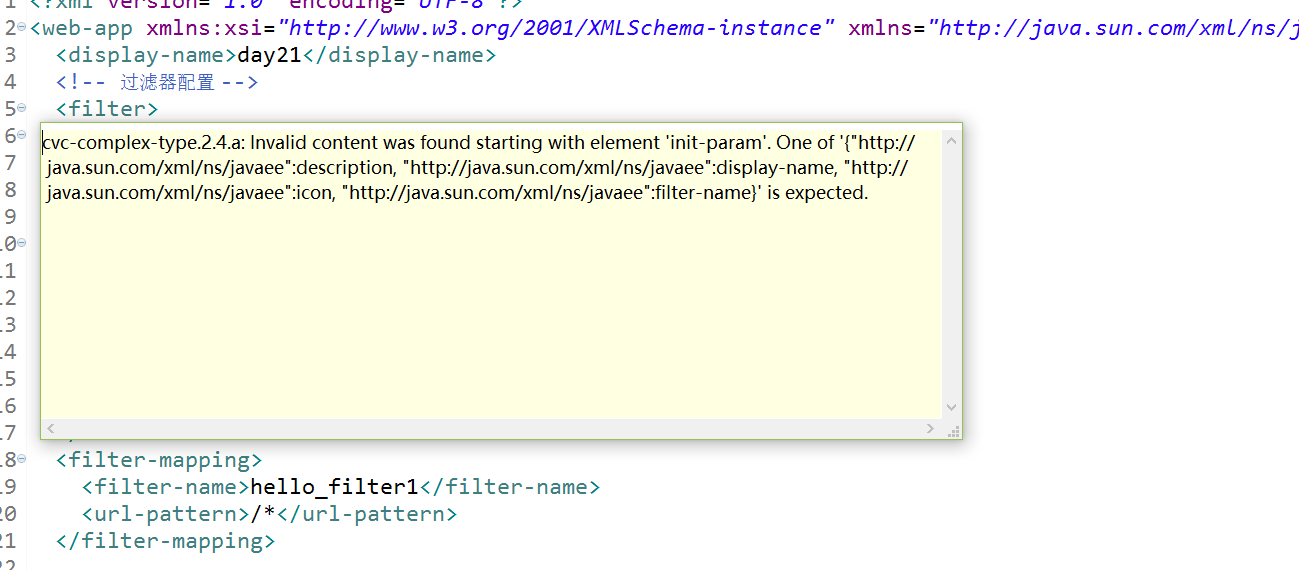 1 <?xml version="1.0" encoding="UTF-8"?>
2 <web-app xmlns:xsi="http://www.w3.org/2001/XMLSchema-instance" xmlns="http://java.sun.com/xml/ns/j
3 <display-name>day21</display-name>
4 <!-- 过滤器配置 -->
5 <filter>
6 cvc-complex-type.2.4.a: Invalid content was found starting with element 'init-param'. One of '{"http://
7 java.sun.com/xml/ns/javaee":description, "http://java.sun.com/xml/ns/javaee":display-name, "http://
8 java.sun.com/xml/ns/javaee":icon, "http://java.sun.com/xml/ns/javaee":filter-name}' is expected.
9
10
11
12
13
14
15
16
17
18 <filter-mapping>
19 <filter-name>hello_filter1</filter-name>
20 <url-pattern>/*</url-pattern>
21 </filter-mapping>
22